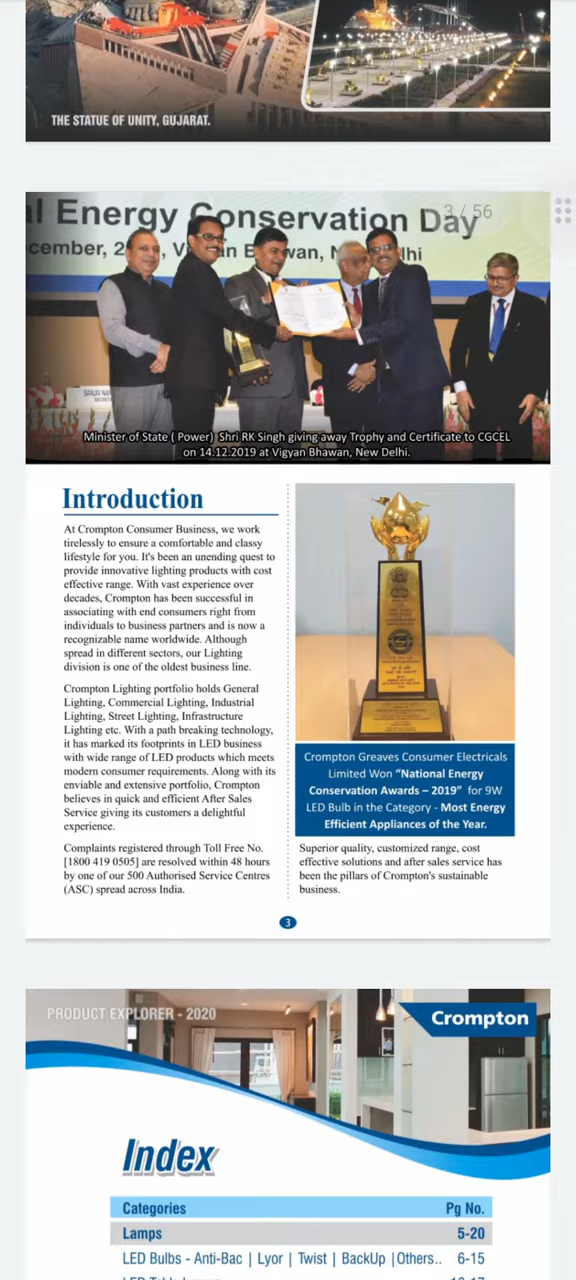 THE STATUE OF UNITY, GUJARAT.
3 / 56
l Energy Conservation Day
cember, 2
Minister of State ( Power) Shri RK Singh giving away Trophy and Certificate to CGCEL
on 14.12.2019 at Vigyan Bhawan, New Delhi.
Introduction
At Crompton Consumer Business, we work
tirelessly to ensure a comfortable and classy
lifestyle for you. It's been an unending quest to
provide innovative lighting products with cost
effective range. With vast experience over
decades, Crompton has been successful in
associating with end consumers right from
individuals to business partners and is now a
recognizable name worldwide. Although
spread in different sectors, our Lighting
division is one of the oldest business line.
Crompton Lighting portfolio holds General
Lighting, Commercial Lighting, Industrial
Lighting, Street Lighting, Infrastructure
Lighting etc. With a path breaking technology,
it has marked its footprints in LED business
with wide range of LED products which meets
modern consumer requirements. Along with its
enviable and extensive portfolio, Crompton
believes in quick and efficient After Sales
Service giving its customers a delightful
experience.
Complaints registered through Toll Free No.
[1800 419 0505] are resolved within 48 hours
by one of our 500 Authorised Service Centres
(ASC) spread across India.
Crompton Greaves Consumer Electricals
Limited Won “National Energy
Conservation Awards – 2019” for 9W
LED Bulb in the Category - Most Energy
Efficient Appliances of the Year.
Superior quality, customized range, cost
effective solutions and after sales service has
been the pillars of Crompton's sustainable
business.
3
PRODUCT EXPLORER - 2020
Crompton
Index
Categories Pg No.
Lamps 5-20
LED Bulbs - Anti-Bac | Lyor | Twist | BackUp |Others.. 6-15